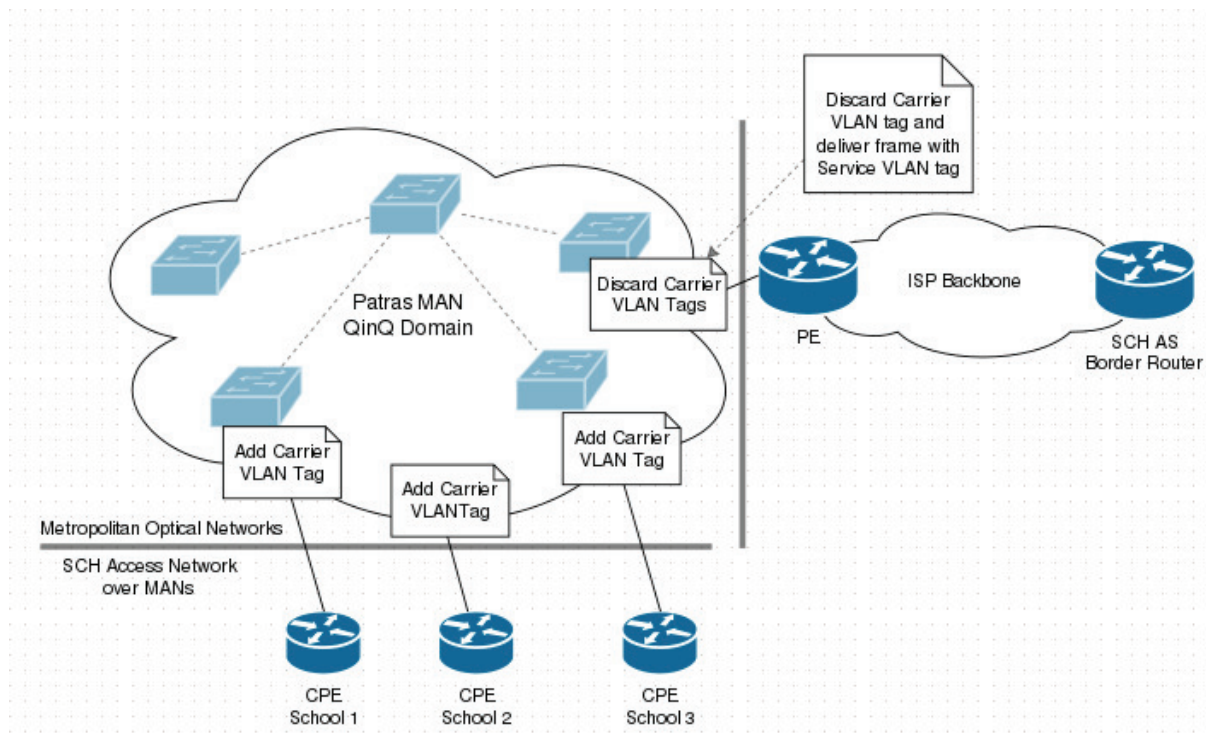 Discard Carrier
VLAN tag and
deliver frame with
Service VLAN tag
Patras MAN
QinQ Domain
Discard Carrier
VLAN Tags
ISP Backbone
PE
SCH AS
Border Router
Add Carrier
VLAN Tag
Add Carrier
VLANTag
Add Carrier
VLAN Tag
Metropolitan Optical Networks
SCH Access Network
over MANs
CPE
School 1
CPE
School 2
CPE
School 3